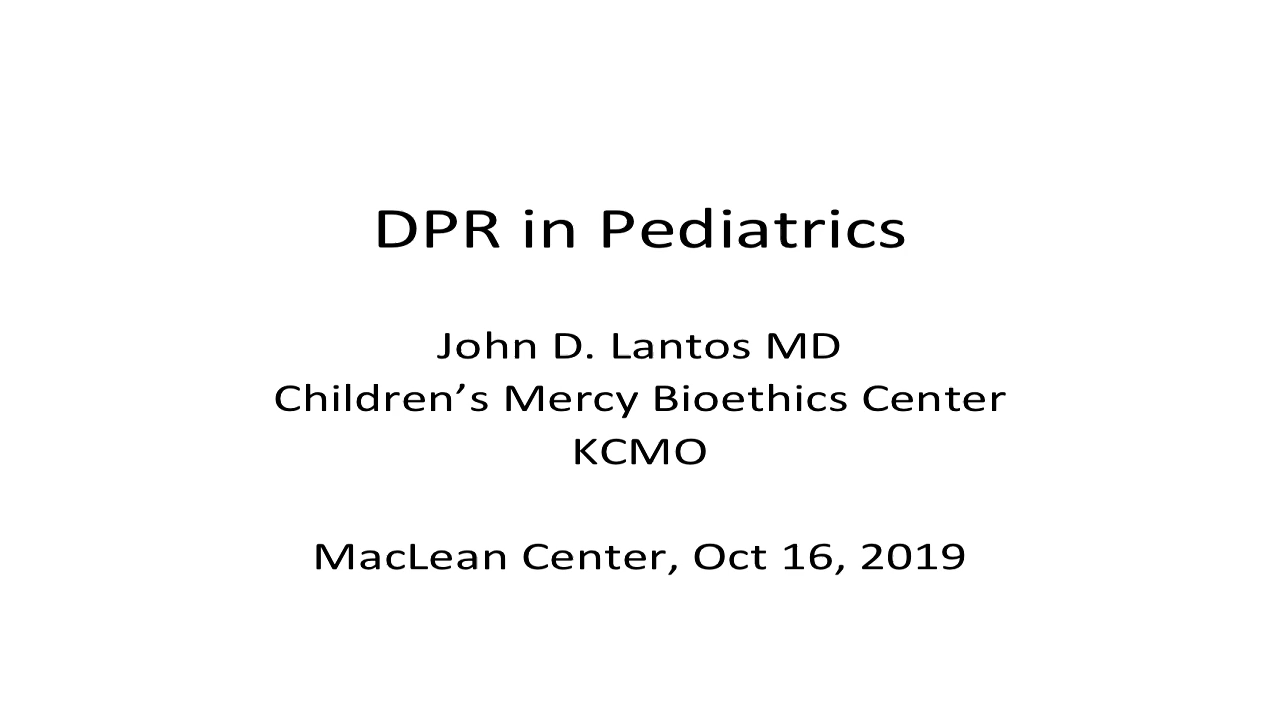 DPR in Pediatrics
John D. Lantos MD
Children’s Mercy Bioethics Center
KCMO
MacLean Center, Oct 16, 2019